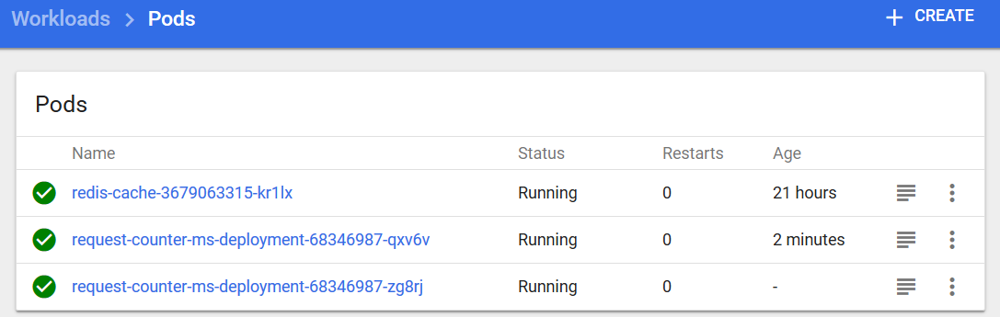 Workloads > Pods + CREATE
Pods
Name Status Restarts Age
redis-cache-3679063315-kr1lx Running 0 21 hours
request-counter-ms-deployment-68346987-qxv6v Running 0 2 minutes
request-counter-ms-deployment-68346987-zg8rj Running 0 -